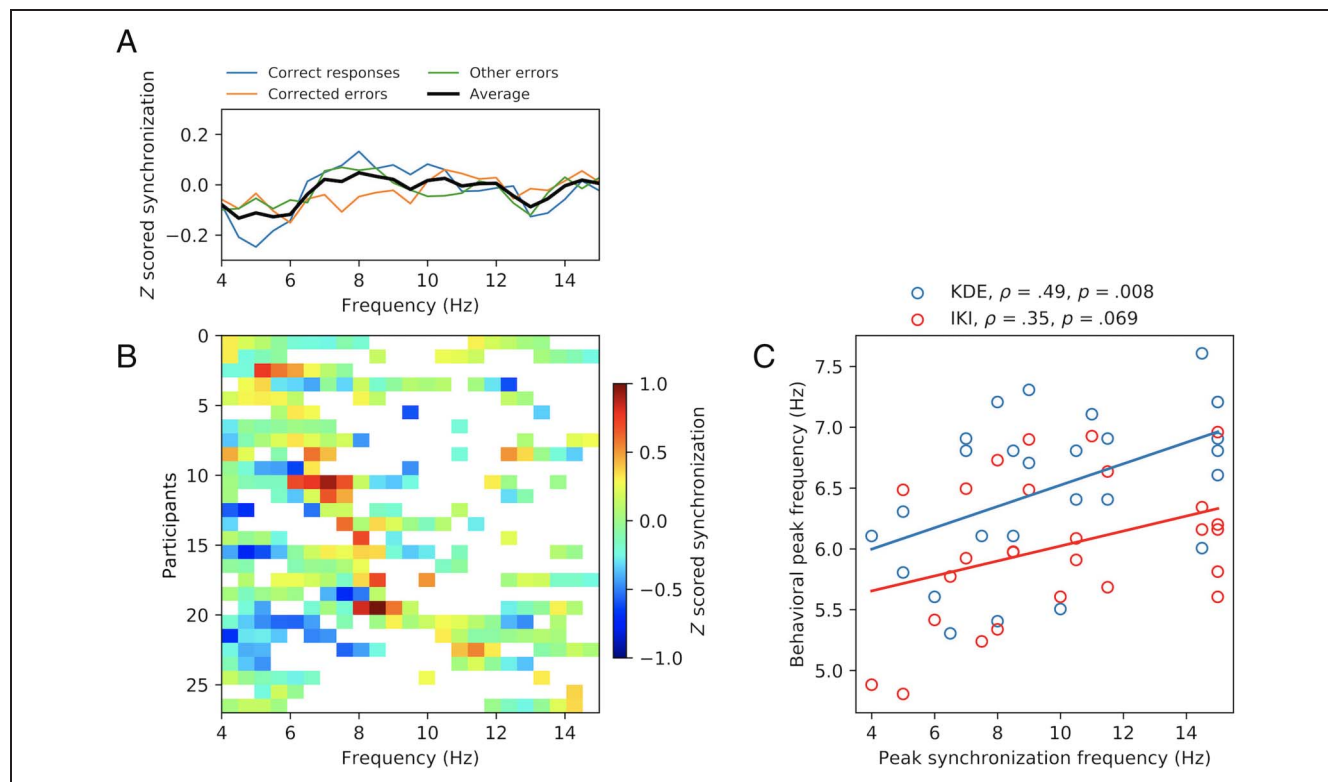 A
Correct responses
Other errors
Corrected errors
Average
Z scored synchronization
0.2
0.0
−0.2
4 6 8 10 12 14
Frequency (Hz)
B
0
5
10
15
20
25
Participants
4 6 8 10 12 14
Frequency (Hz)
1.0
0.5
0.0
−0.5
−1.0
Z scored synchronization
KDE, ρ = .49, p = .008
IKI, ρ = .35, p = .069
C
7.5
7.0
6.5
6.0
5.5
5.0
Behavioral peak frequency (Hz)
4 6 8 10 12 14
Peak synchronization frequency (Hz)